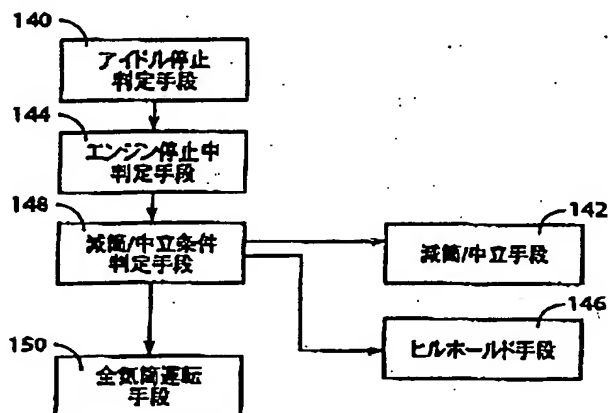 140
アイドル停止
判定手段
144
エンジン停止中
判定手段
148
減筒/中立条件
判定手段
142
減筒/中立手段
146
ヒルホールド手段
150
全気筒運転
手段